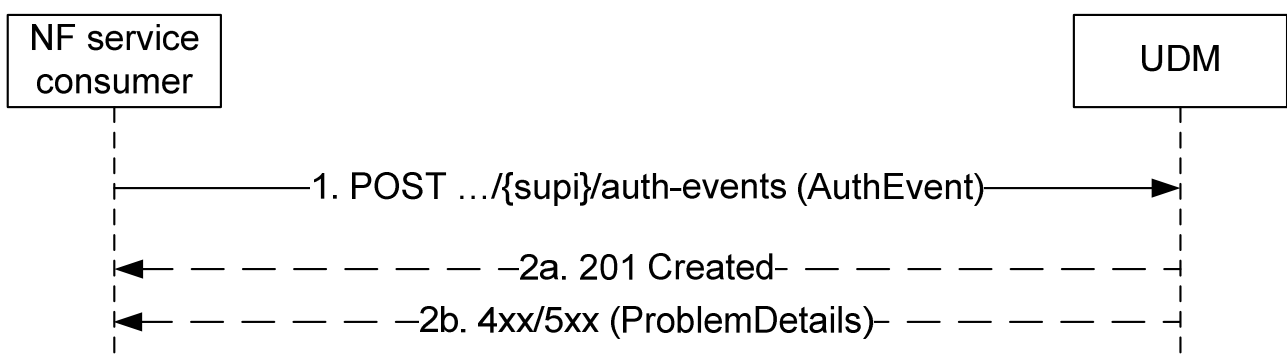 NF service
consumer
UDM
1. POST …/{supi}/auth-events (AuthEvent)
2a. 201 Created
2b. 4xx/5xx (ProblemDetails)